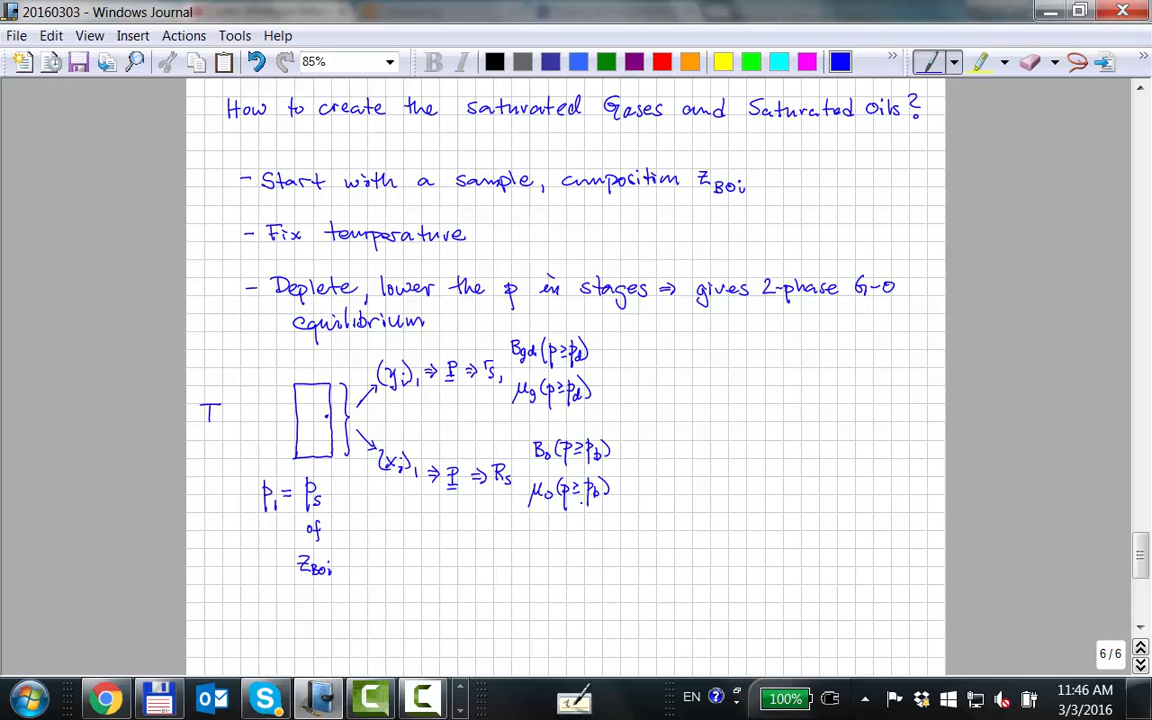 20160303 - Windows Journal
File Edit View Insert Actions Tools Help
85%
B I
How to create the saturated Gases and Saturated Oils?
- Start with a sample, composition z_BOi
- Fix temperature
- Deplete, lower the p in stages ⇒ gives 2-phase G-O
equilibrium
B_gd (p ≥ p_d)
(y_i)_1 ⇒ P ⇒ r_s,
μ_g (p ≥ p_d)
T
B_o (p ≥ p_b)
(x_i)_1 ⇒ P ⇒ R_s
μ_o (p ≥ p_b)
p_1 = p_s
of
z_BOi
6 / 6
EN
100%
11:46 AM
3/3/2016